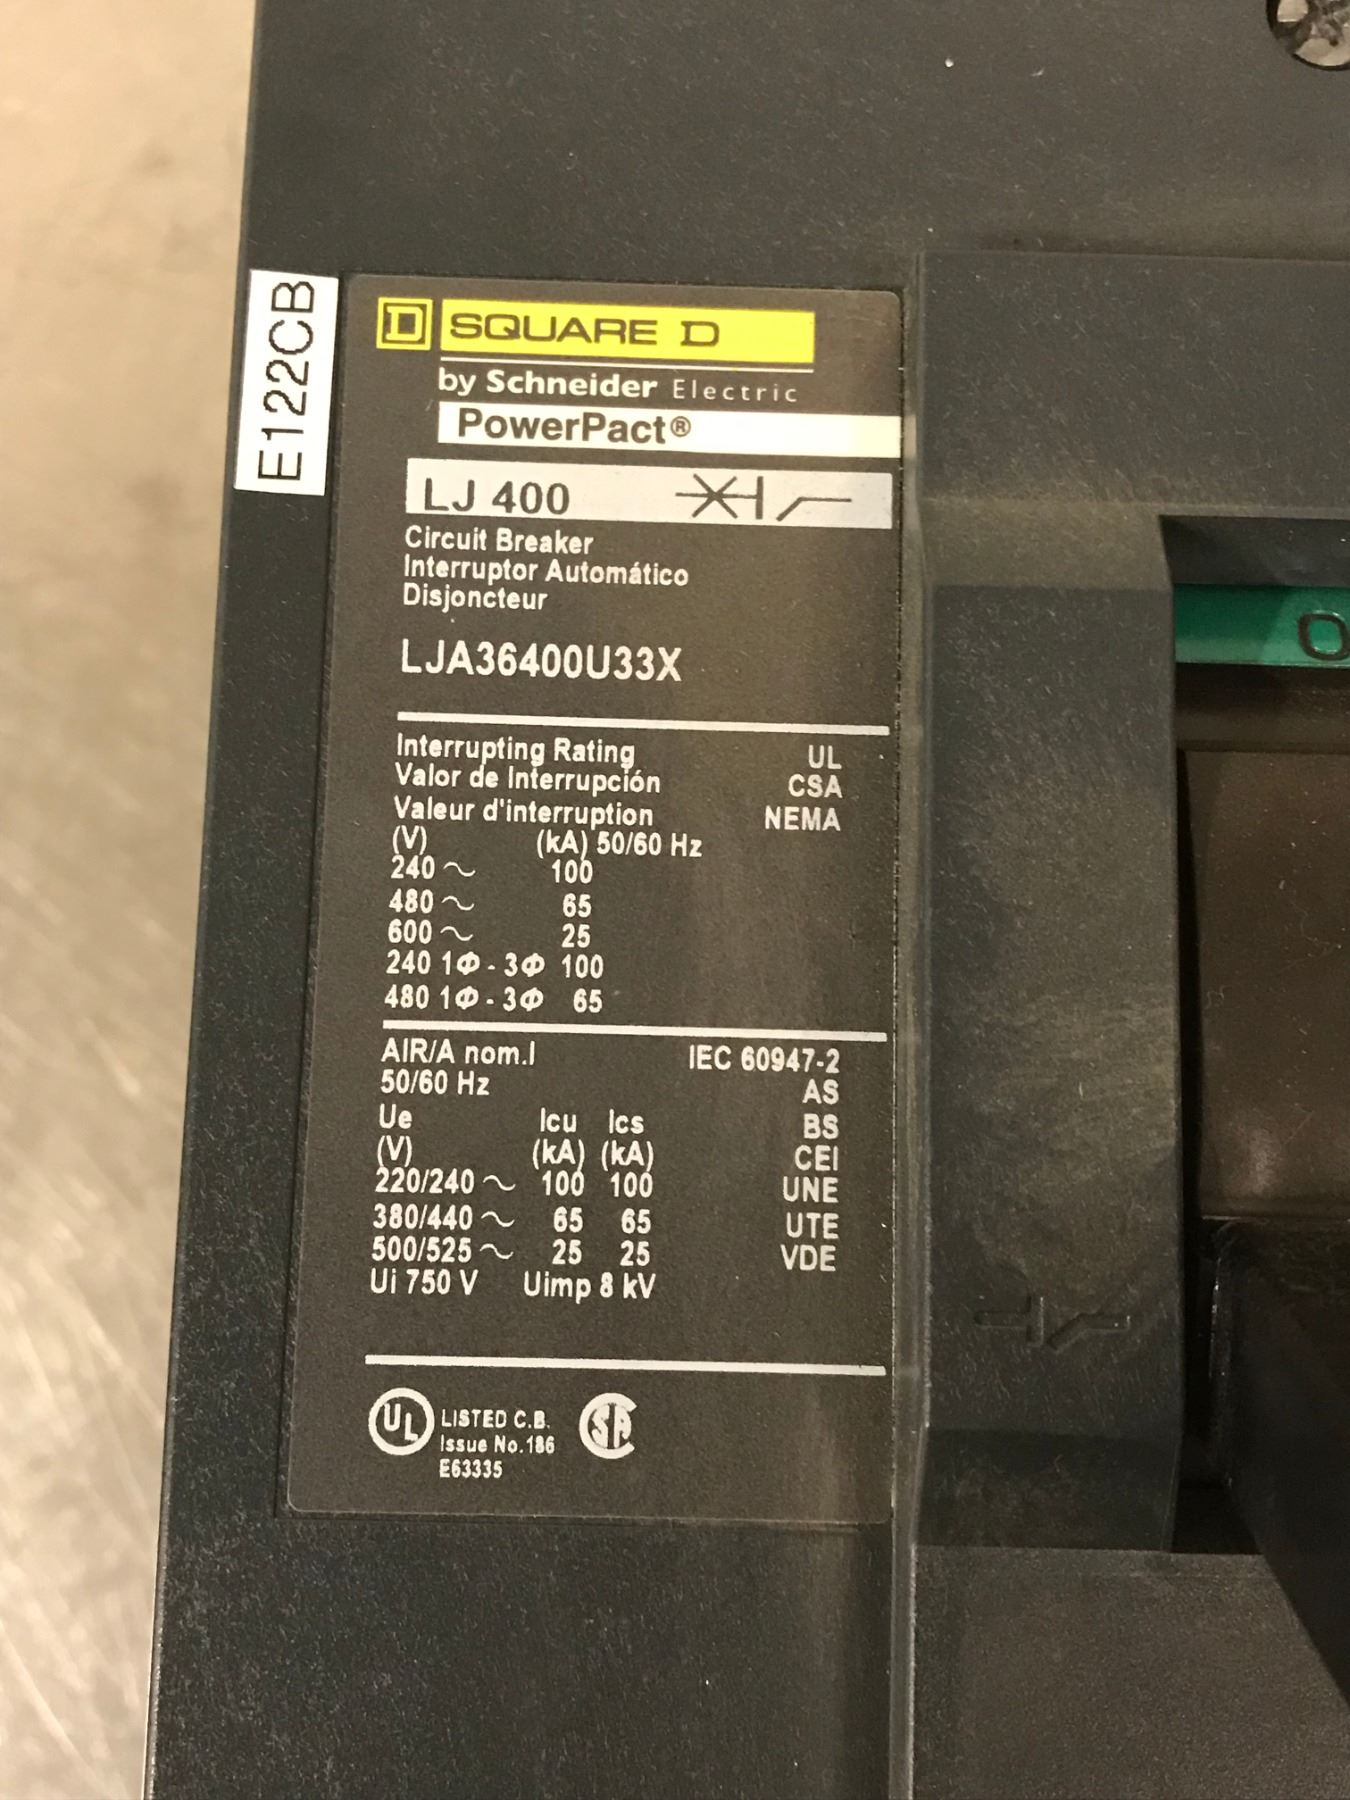 E122CB
SQUARE D
by Schneider Electric
PowerPact®
LJ 400
Circuit Breaker
Interruptor Automático
Disjoncteur
LJA36400U33X
Interrupting Rating UL
Valor de Interrupción CSA
Valeur d'interruption NEMA
(V) (kA) 50/60 Hz
240 ~ 100
480 ~ 65
600 ~ 25
240 1Φ - 3Φ 100
480 1Φ - 3Φ 65
AIR/A nom.I IEC 60947-2
50/60 Hz AS
Ue Icu Ics BS
(V) (kA) (kA) CEI
220/240 ~ 100 100 UNE
380/440 ~ 65 65 UTE
500/525 ~ 25 25 VDE
Ui 750 V Uimp 8 kV
UL LISTED C.B. SA
Issue No. 186
E63335
O